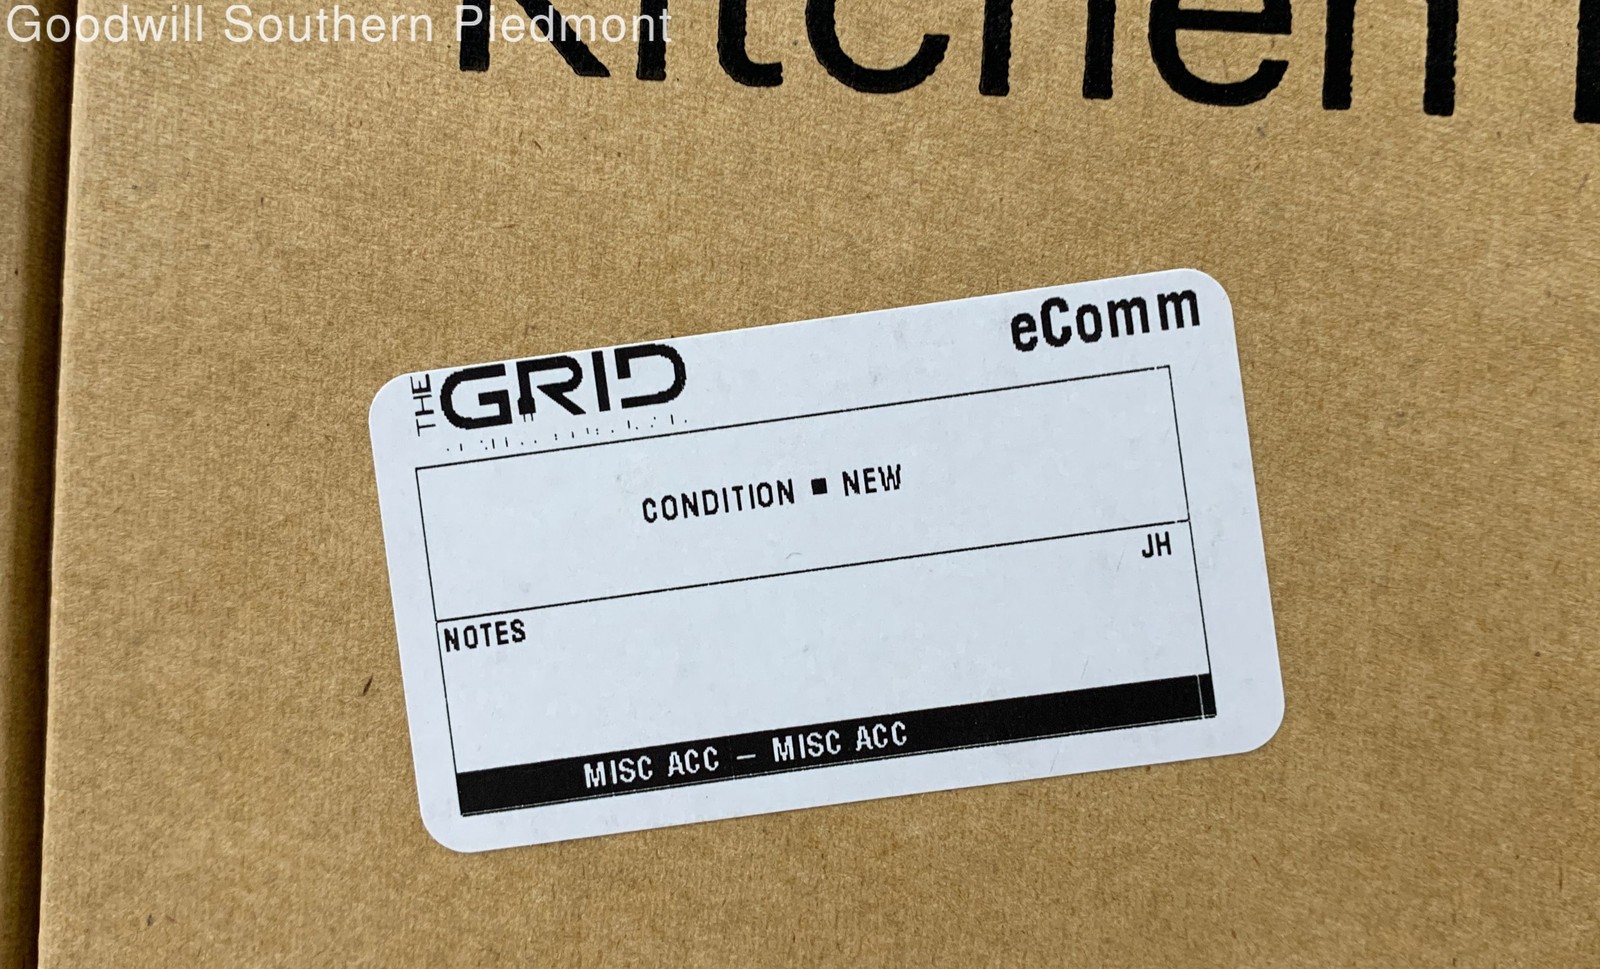 Goodwill Southern Piedmont
Kitchen
THE GRID
eComm
CONDITION ■ NEW
JH
NOTES
MISC ACC – MISC ACC